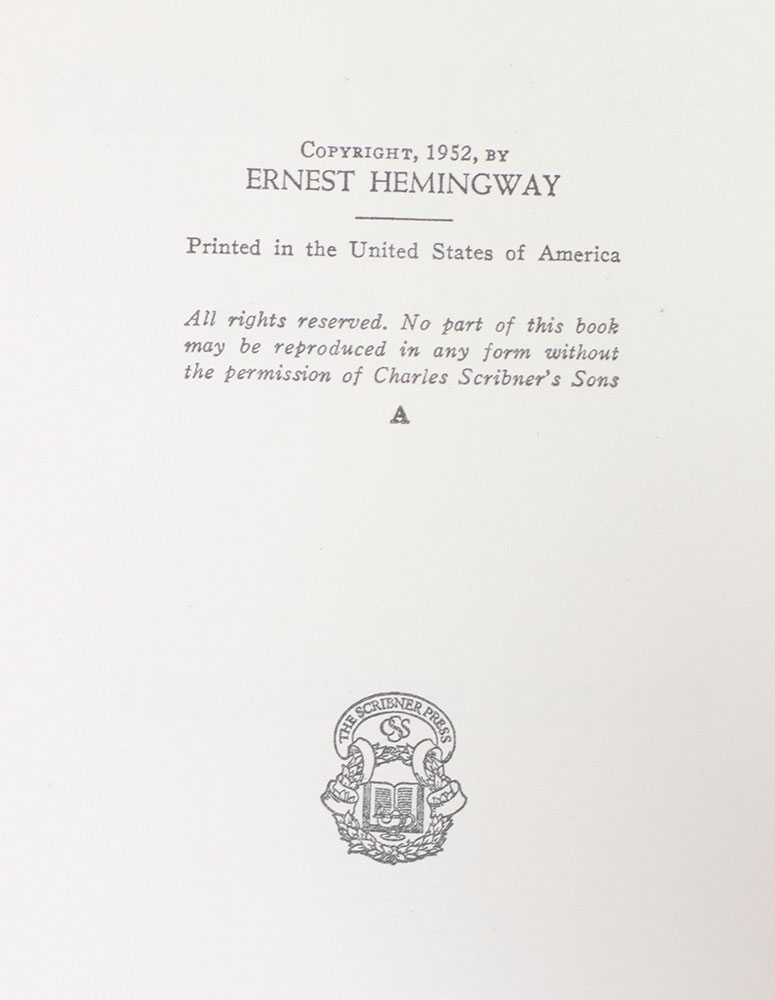 COPYRIGHT, 1952, BY
ERNEST HEMINGWAY
Printed in the United States of America
All rights reserved. No part of this book
may be reproduced in any form without
the permission of Charles Scribner's Sons
A
THE SCRIBNER PRESS
CSS